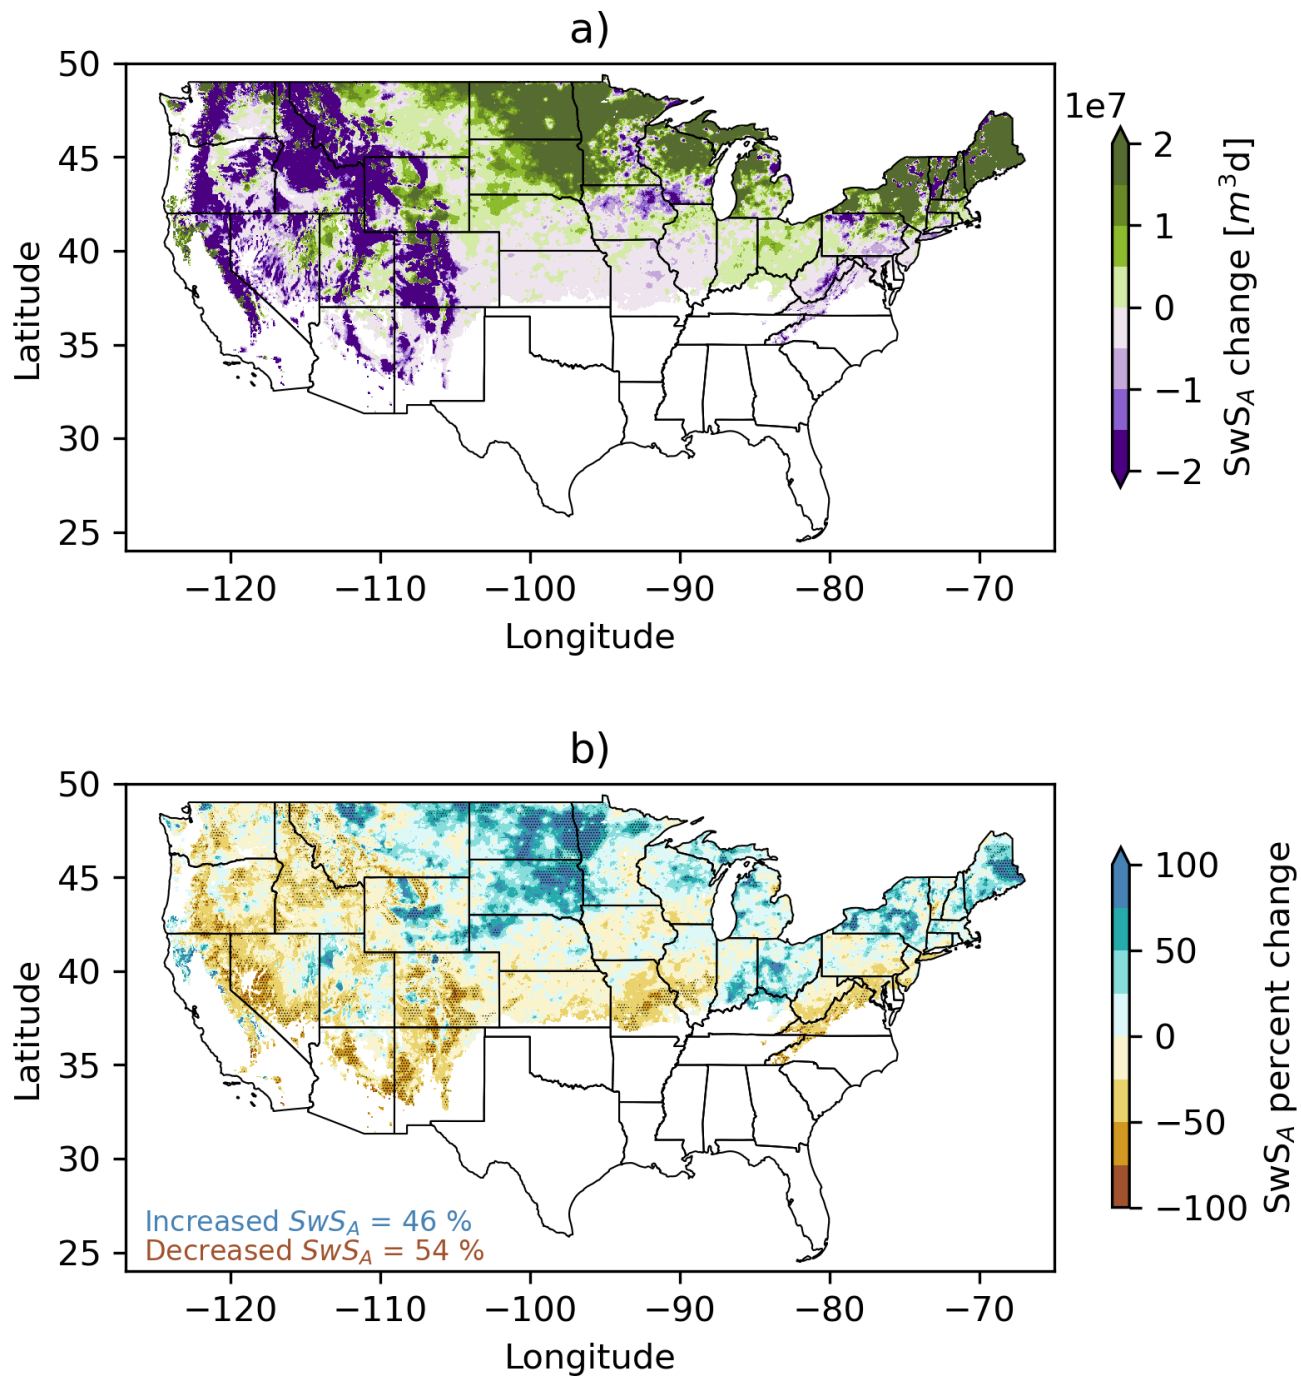 a)
50
45
40
35
30
25
Latitude
−120 −110 −100 −90 −80 −70
Longitude
1e7
2
1
0
−1
−2
SwS_A change [m^3d]
b)
50
45
40
35
30
25
Latitude
Increased SwS_A = 46 %
Decreased SwS_A = 54 %
−120 −110 −100 −90 −80 −70
Longitude
100
50
0
−50
−100
SwS_A percent change